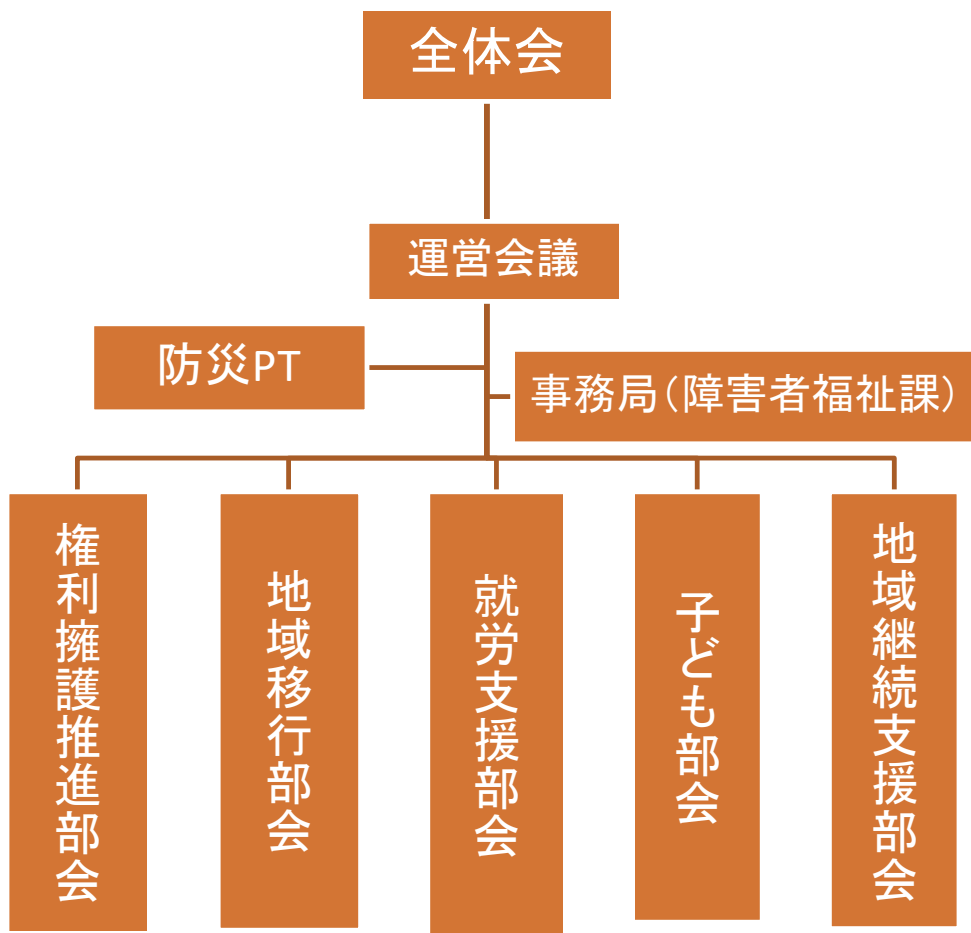 全体会
運営会議
防災PT
事務局(障害者福祉課)
権利擁護推進部会
地域移行部会
就労支援部会
子ども部会
地域継続支援部会